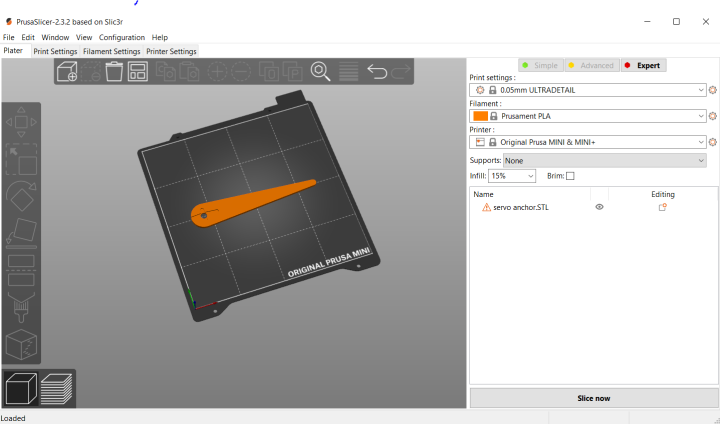 PrusaSlicer-2.3.2 based on Slic3r
File Edit Window View Configuration Help
Plater Print Settings Filament Settings Printer Settings
Simple Advanced Expert
Print settings :
0.05mm ULTRADETAIL
Filament :
Prusament PLA
Printer :
Original Prusa MINI & MINI+
Supports: None
Infill: 15% Brim:
Name Editing
servo anchor.STL
ORIGINAL PRUSA MINI
Slice now
Loaded